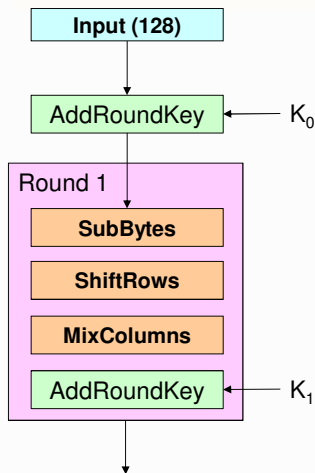 Input (128)
AddRoundKey
K0
Round 1
SubBytes
ShiftRows
MixColumns
AddRoundKey
K1